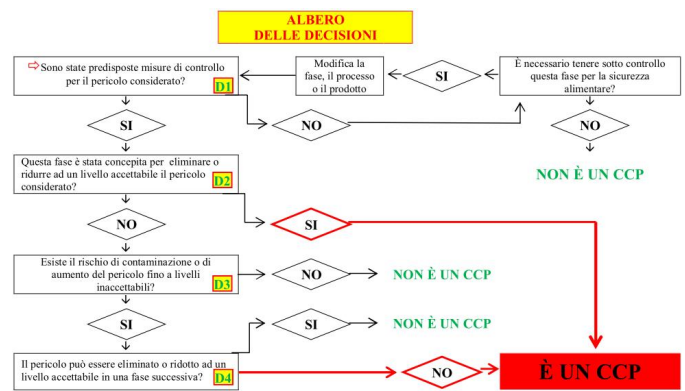 ALBERO
DELLE DECISIONI
⇨Sono state predisposte misure di controllo
per il pericolo considerato?
D1
Modifica la
fase, il processo
o il prodotto
SI
È necessario tenere sotto controllo
questa fase per la sicurezza
alimentare?
SI
NO
NO
NON È UN CCP
Questa fase è stata concepita per eliminare o
ridurre ad un livello accettabile il pericolo
considerato?
D2
NO
SI
Esiste il rischio di contaminazione o di
aumento del pericolo fino a livelli
inaccettabili?
D3
NO
NON È UN CCP
SI
SI
NON È UN CCP
Il pericolo può essere eliminato o ridotto ad un
livello accettabile in una fase successiva?
D4
NO
È UN CCP